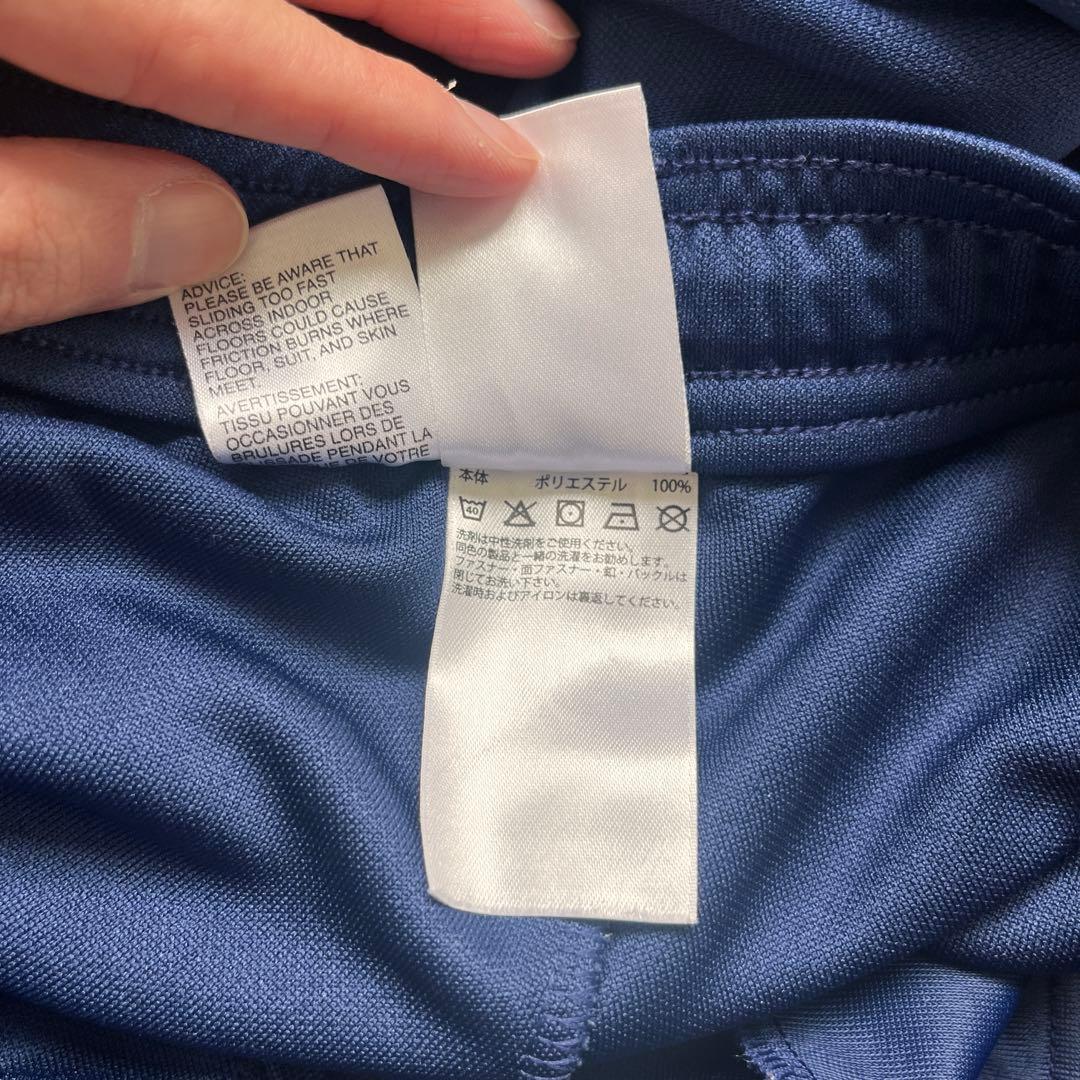 ADVICE:
PLEASE BE AWARE THAT
SLIDING TOO FAST
ACROSS INDOOR
FLOORS COULD CAUSE
FRICTION BURNS WHERE
FLOOR, SUIT, AND SKIN
MEET.
AVERTISSEMENT:
TISSU POUVANT VOUS
OCCASIONNER DES
BRULURES LORS DE
PENDANT LA
DE VOTRE
本体 ポリエステル 100%
40
洗剤は中性洗剤をご使用ください。
同色の製品と一緒の洗濯をお勧めします。
ファスナー・面ファスナー・釦・バックルは
閉じてお洗い下さい。
洗濯時およびアイロンは裏返してください。